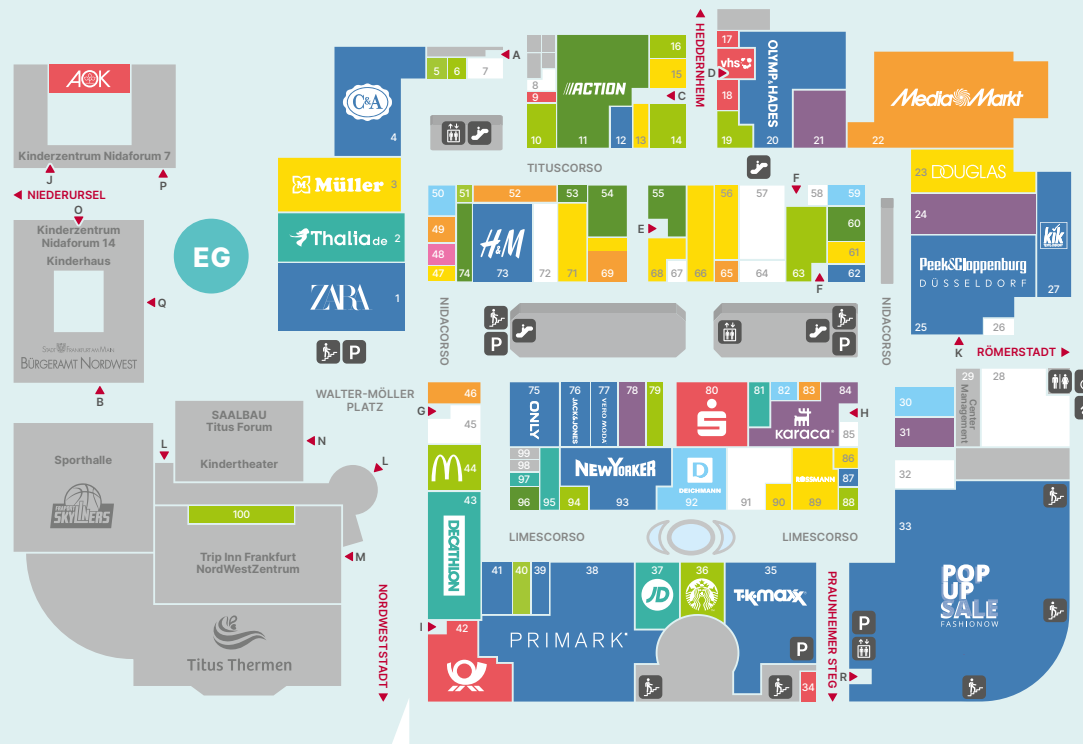 AOK
Kinderzentrum Nidaforum 7
J
P
NIEDERURSEL
O
Kinderzentrum
Nidaforum 14
Kinderhaus
Q
STADT FRANKFURT AM MAIN
BÜRGERAMT NORDWEST
B
EG
C&A
4
Müller 3
Thalia.de 2
ZARA 1
P
5 6 7
A
8
9
10
ACTION
11
12
13
14
15
16
C
TITUSCORSO
HEDDERNHEIM
17
vhs
D
18
19
OLYMP & HADES
20
21
MediaMarkt
22
23 DOUGLAS
24
Peek&Cloppenburg
DÜSSELDORF
25
26
kik
27
K
RÖMERSTADT
50
49
48
47
51
74
52
H&M
73
72
53
71
54
69
55
E
68
67
66
56
65
57
64
F
58
63
F
59
60
61
62
NIDACORSO
P
P
NIDACORSO
WALTER-MÖLLER
PLATZ
46
G
45
44
43
DECATHLON
I
42
75
ONLY
76
JACK&JONES
77
VERO MODA
78
79
80
81
82
83
84
KARACA
H
85
86
87
88
99
98
97
96
95
94
NEWYORKER
93
D
DEICHMANN
92
91
90
ROSSMANN
89
LIMESCORSO
LIMESCORSO
41
40
39
38
PRIMARK
37
JD
36
35
TK maxx
P
34
PRAUNHEIMER STEG
P
R
28
29
Center
Management
30
31
32
33
POP
UP
SALE
FASHIONOW
SAALBAU
Titus Forum
Kindertheater
N
L
L
Sporthalle
FRAPORT
SKYLINERS
100
Trip Inn Frankfurt
NordWestZentrum
M
Titus Thermen
NORDWESTSTADT